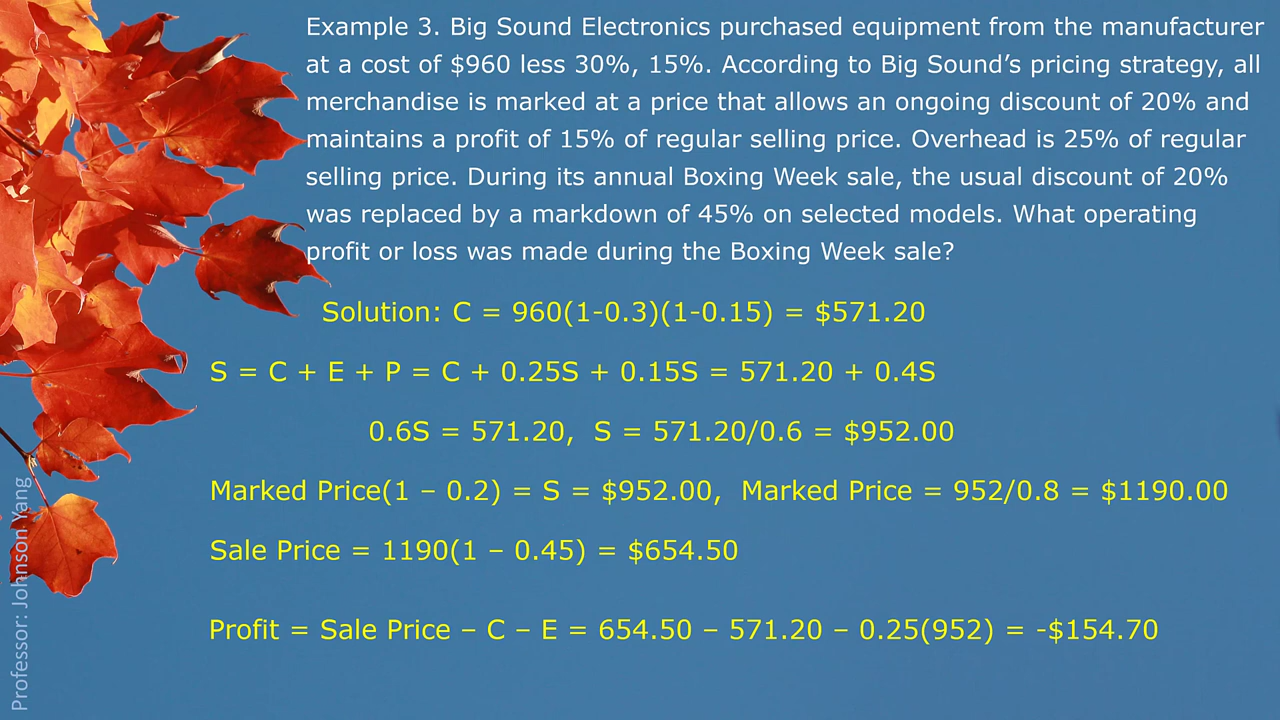 Example 3. Big Sound Electronics purchased equipment from the manufacturer
at a cost of $960 less 30%, 15%. According to Big Sound’s pricing strategy, all
merchandise is marked at a price that allows an ongoing discount of 20% and
maintains a profit of 15% of regular selling price. Overhead is 25% of regular
selling price. During its annual Boxing Week sale, the usual discount of 20%
was replaced by a markdown of 45% on selected models. What operating
profit or loss was made during the Boxing Week sale?
Solution: C = 960(1-0.3)(1-0.15) = $571.20
S = C + E + P = C + 0.25S + 0.15S = 571.20 + 0.4S
0.6S = 571.20, S = 571.20/0.6 = $952.00
Marked Price(1 – 0.2) = S = $952.00, Marked Price = 952/0.8 = $1190.00
Sale Price = 1190(1 – 0.45) = $654.50
Profit = Sale Price – C – E = 654.50 – 571.20 – 0.25(952) = -$154.70
Professor: Johnson Yang